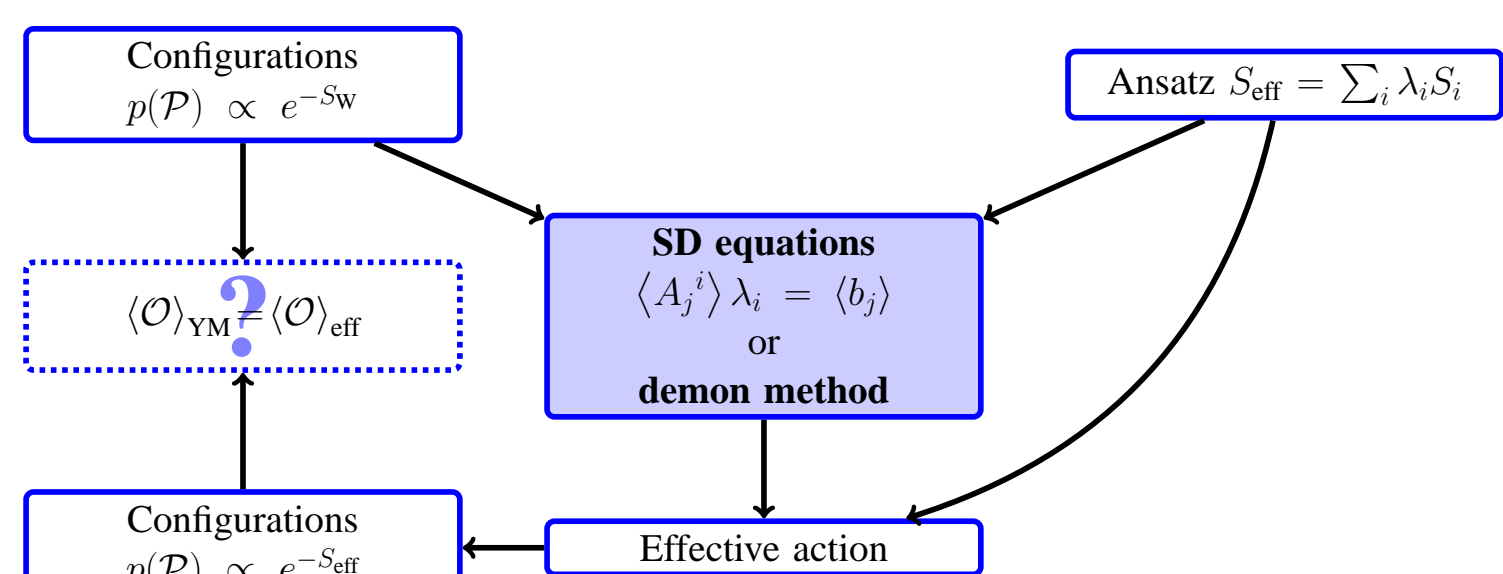 Configurations
p(𝒫) ∝ e^{-S_W}
Ansatz S_eff = ∑_i λ_i S_i
SD equations
⟨A_j^i⟩ λ_i = ⟨b_j⟩
or
demon method
⟨𝒪⟩_YM = ⟨𝒪⟩_eff
?
Configurations
p(𝒫) ∝ e^{-S_eff}
Effective action